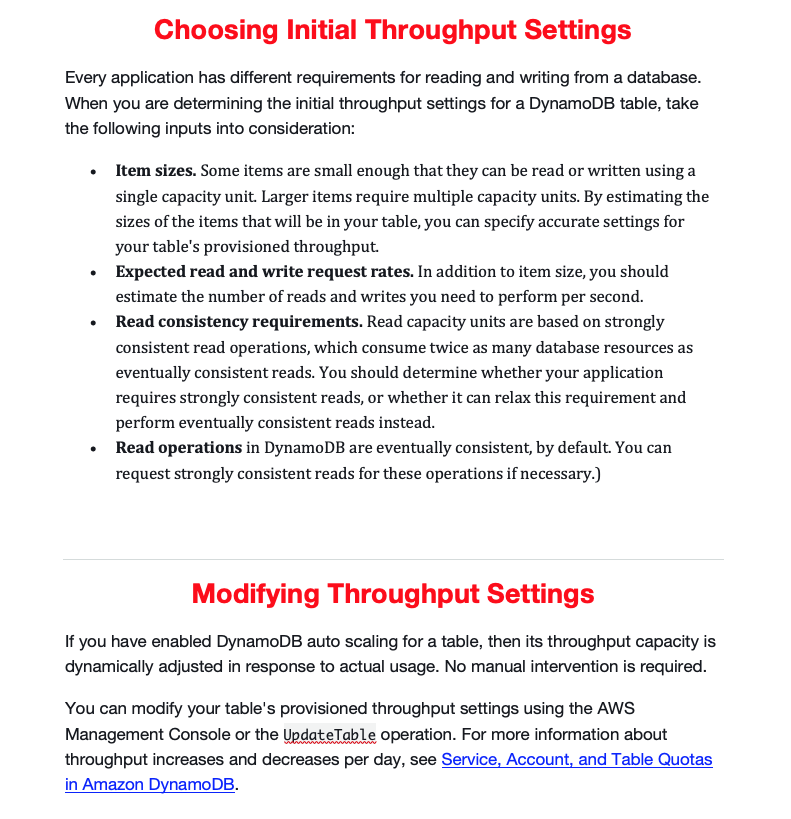 Choosing Initial Throughput Settings
Every application has different requirements for reading and writing from a database.
When you are determining the initial throughput settings for a DynamoDB table, take
the following inputs into consideration:
• Item sizes. Some items are small enough that they can be read or written using a
single capacity unit. Larger items require multiple capacity units. By estimating the
sizes of the items that will be in your table, you can specify accurate settings for
your table's provisioned throughput.
• Expected read and write request rates. In addition to item size, you should
estimate the number of reads and writes you need to perform per second.
• Read consistency requirements. Read capacity units are based on strongly
consistent read operations, which consume twice as many database resources as
eventually consistent reads. You should determine whether your application
requires strongly consistent reads, or whether it can relax this requirement and
perform eventually consistent reads instead.
• Read operations in DynamoDB are eventually consistent, by default. You can
request strongly consistent reads for these operations if necessary.)
Modifying Throughput Settings
If you have enabled DynamoDB auto scaling for a table, then its throughput capacity is
dynamically adjusted in response to actual usage. No manual intervention is required.
You can modify your table's provisioned throughput settings using the AWS
Management Console or the UpdateTable operation. For more information about
throughput increases and decreases per day, see Service, Account, and Table Quotas
in Amazon DynamoDB.